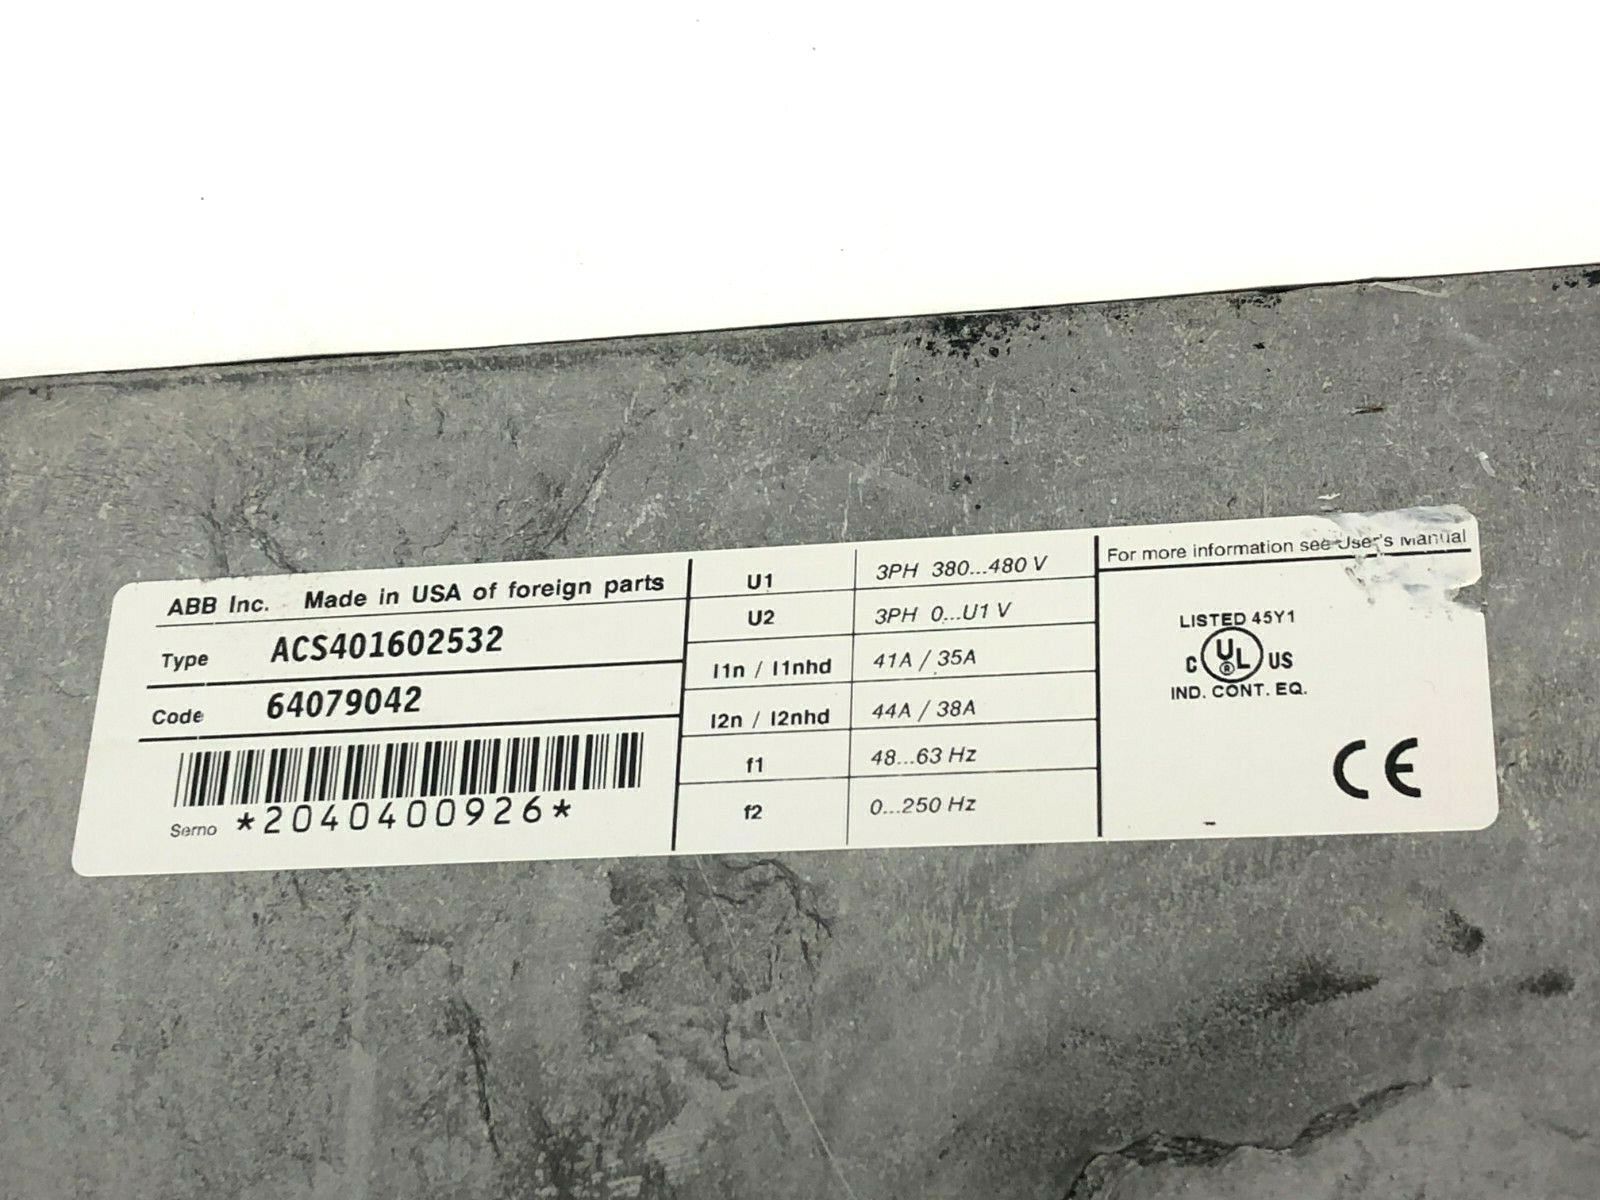 ABB Inc. Made in USA of foreign parts
Type ACS401602532
Code 64079042
Serno *2040400926*
U1 3PH 380...480 V
U2 3PH 0...U1 V
I1n / I1nhd 41A / 35A
I2n / I2nhd 44A / 38A
f1 48...63 Hz
f2 0...250 Hz
For more information see User's Manual
LISTED 45Y1
C UL ® US
IND. CONT. EQ.
CE